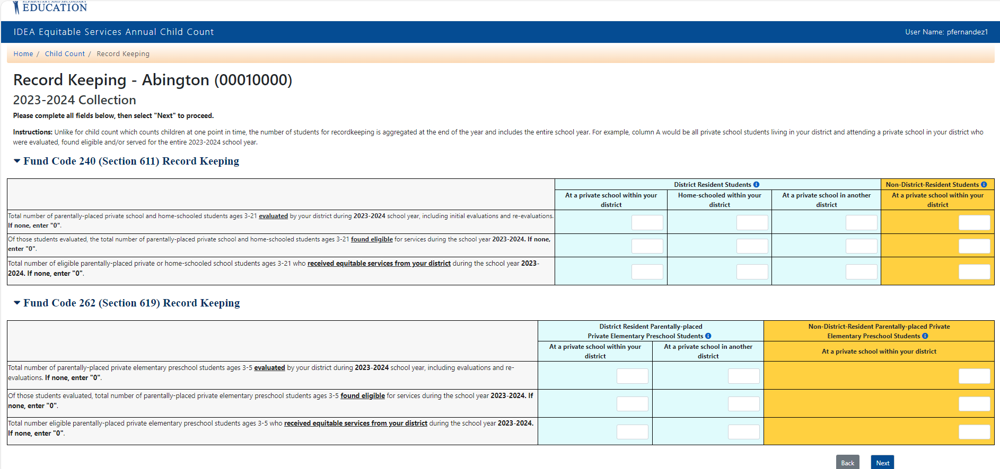 ELEMENTARY AND SECONDARY
EDUCATION
IDEA Equitable Services Annual Child Count
User Name: pfernandez1
Home / Child Count / Record Keeping
Record Keeping - Abington (00010000)
2023-2024 Collection
Please complete all fields below, then select "Next" to proceed.
Instructions: Unlike for child count which counts children at one point in time, the number of students for recordkeeping is aggregated at the end of the year and includes the entire school year. For example, column A would be all private school students living in your district and attending a private school in your district who
were evaluated, found eligible and/or served for the entire 2023-2024 school year.
Fund Code 240 (Section 611) Record Keeping
District Resident Students
Non-District-Resident Students
At a private school within your
district
Home-schooled within your
district
At a private school in another
district
At a private school within your
district
Total number of parentally-placed private school and home-schooled students ages 3-21 evaluated by your district during 2023-2024 school year, including initial evaluations and re-evaluations.
If none, enter "0".
Of those students evaluated, the total number of parentally-placed private school and home-schooled students ages 3-21 found eligible for services during the school year 2023-2024. If none,
enter "0".
Total number of eligible parentally-placed private or home-schooled school students ages 3-21 who received equitable services from your district during the school year 2023-
2024. If none, enter "0".
Fund Code 262 (Section 619) Record Keeping
District Resident Parentally-placed
Private Elementary Preschool Students
Non-District-Resident Parentally-placed Private
Elementary Preschool Students
At a private school within your
district
At a private school in another
district
At a private school within your district
Total number of parentally-placed private elementary preschool students ages 3-5 evaluated by your district during 2023-2024 school year, including evaluations and re-
evaluations. If none, enter "0".
Of those students evaluated, total number of parentally-placed private elementary preschool students ages 3-5 found eligible for services during the school year 2023-2024. If
none, enter "0".
Total number eligible parentally-placed private elementary preschool students ages 3-5 who received equitable services from your district during the school year 2023-2024.
If none, enter "0".
Back
Next